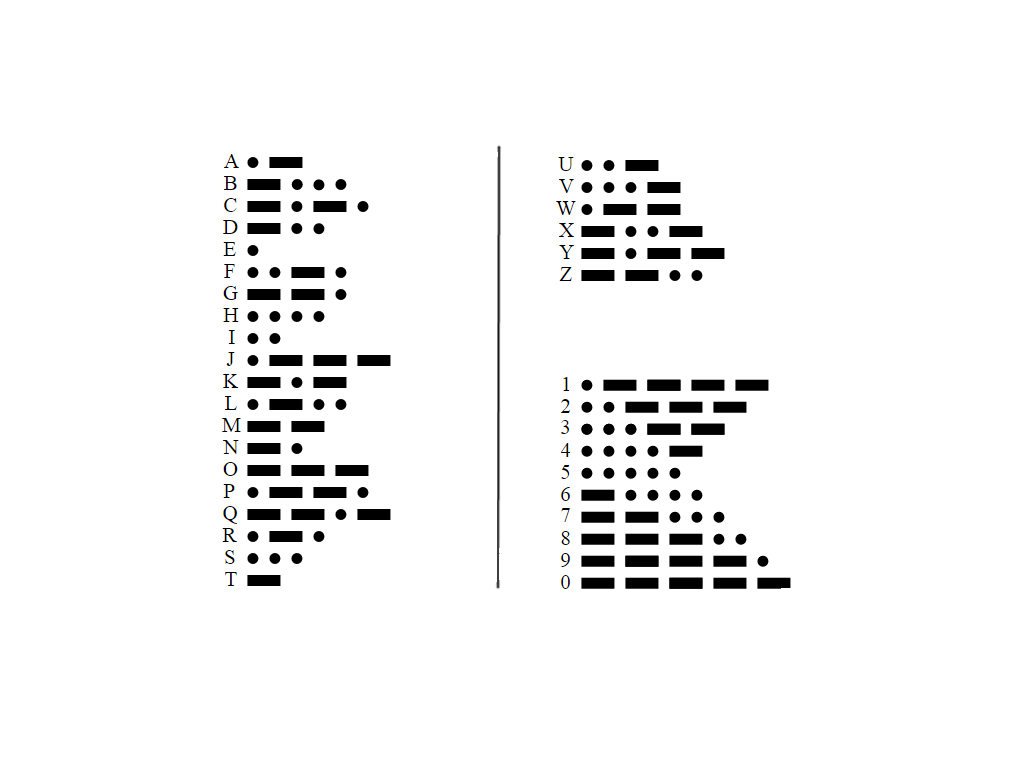 A • —
B — • • •
C — • — •
D — • •
E •
F • • — •
G — — •
H • • • •
I • •
J • — — —
K — • —
L • — • •
M — —
N — •
O — — —
P • — — •
Q — — • —
R • — •
S • • •
T —
U • • —
V • • • —
W • — —
X — • • —
Y — • — —
Z — — • •
1 • — — — —
2 • • — — —
3 • • • — —
4 • • • • —
5 • • • • •
6 — • • • •
7 — — • • •
8 — — — • •
9 — — — — •
0 — — — — —